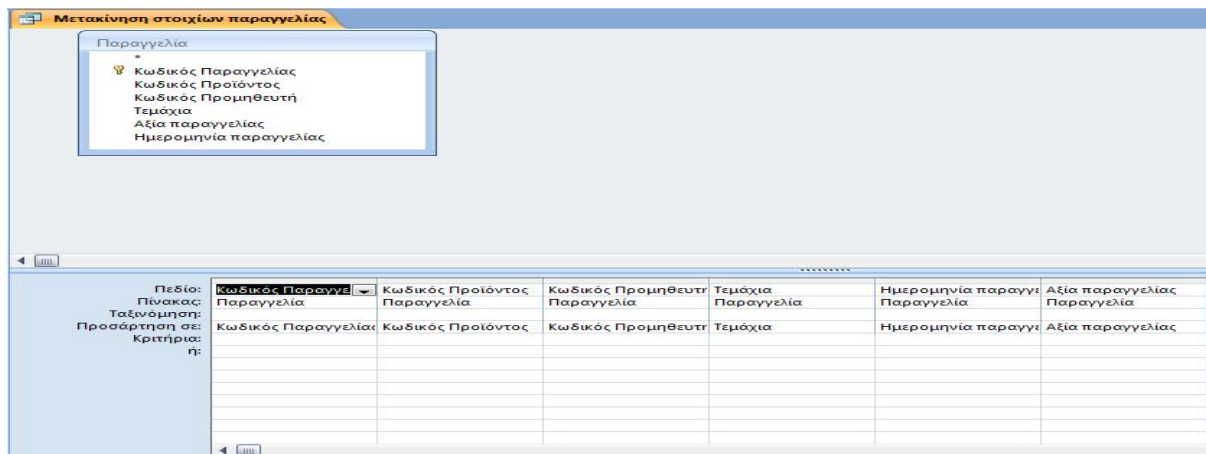 Μετακίνηση στοιχίων παραγγελίας
Παραγγελία
*
Κωδικός Παραγγελίας
Κωδικός Προϊόντος
Κωδικός Προμηθευτή
Τεμάχια
Αξία παραγγελίας
Ημερομηνία παραγγελίας
Πεδίο: Κωδικός Παραγγε Κωδικός Προϊόντος Κωδικός Προμηθευτ Τεμάχια Ημερομηνία παραγγε Αξία παραγγελίας
Πίνακας: Παραγγελία Παραγγελία Παραγγελία Παραγγελία Παραγγελία Παραγγελία
Ταξινόμηση:
Προσάρτηση σε: Κωδικός Παραγγελίας Κωδικός Προϊόντος Κωδικός Προμηθευτ Τεμάχια Ημερομηνία παραγγε Αξία παραγγελίας
Κριτήρια:
ή: